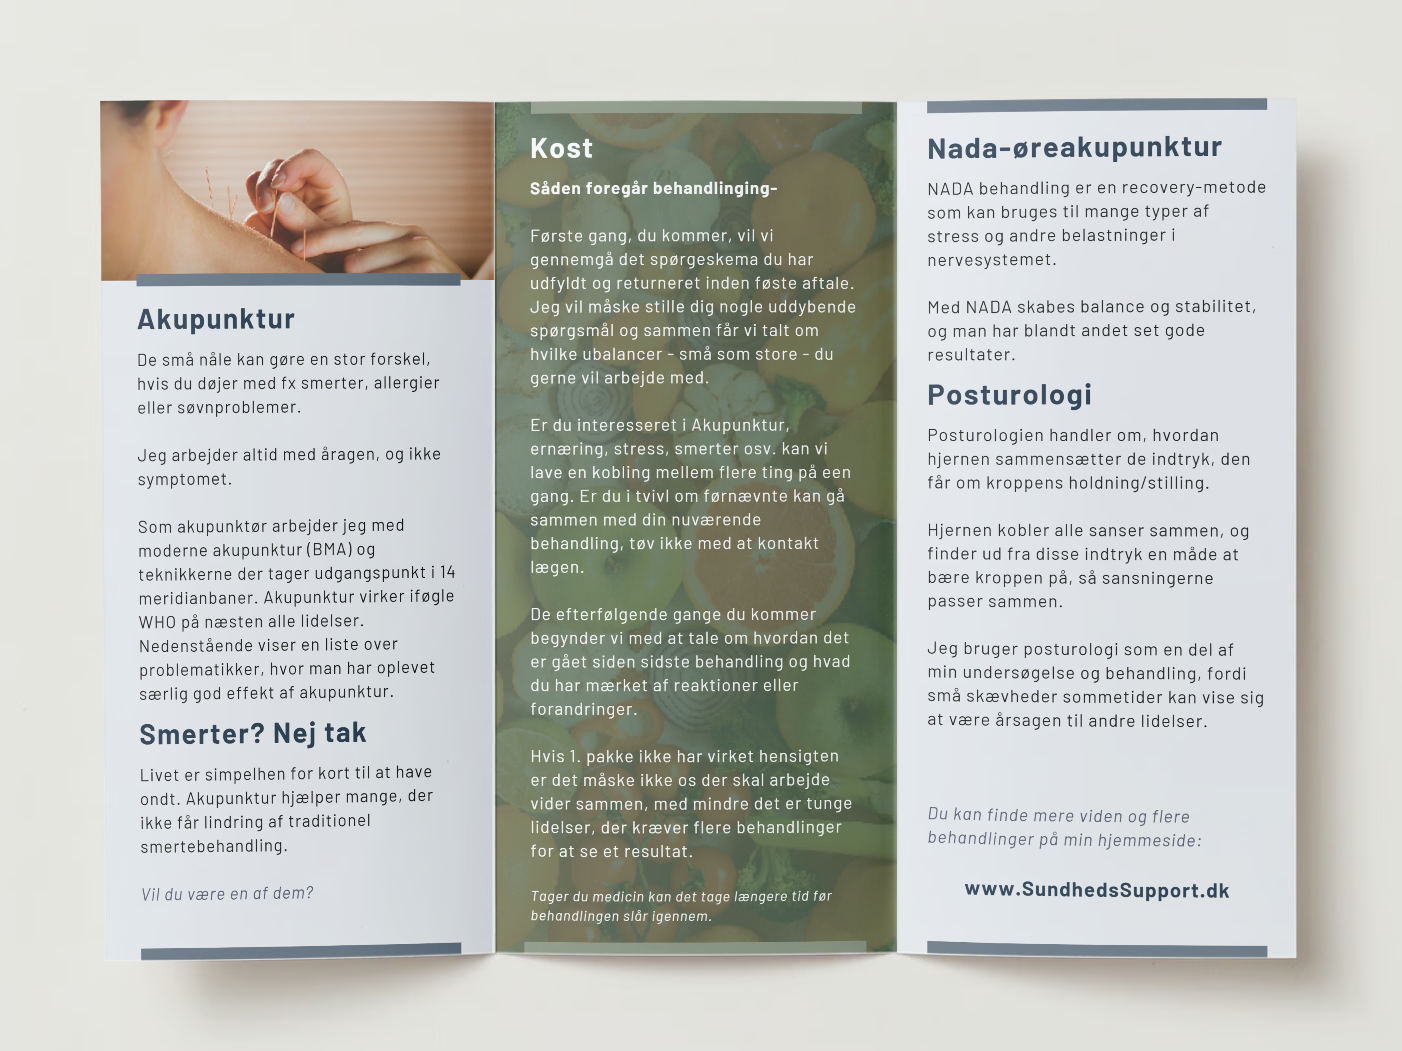 Akupunktur
De små nåle kan gøre en stor forskel,
hvis du døjer med fx smerter, allergier
eller søvnproblemer.
Jeg arbejder altid med åragen, og ikke
symptomet.
Som akupunktør arbejder jeg med
moderne akupunktur (BMA) og
teknikkerne der tager udgangspunkt i 14
meridianbaner. Akupunktur virker iføgle
WHO på næsten alle lidelser.
Nedenstående viser en liste over
problematikker, hvor man har oplevet
særlig god effekt af akupunktur.
Smerter? Nej tak
Livet er simpelhen for kort til at have
ondt. Akupunktur hjælper mange, der
ikke får lindring af traditionel
smertebehandling.
Vil du være en af dem?
Kost
Såden foregår behandlinging-
Første gang, du kommer, vil vi
gennemgå det spørgeskema du har
udfyldt og returneret inden føste aftale.
Jeg vil måske stille dig nogle uddybende
spørgsmål og sammen får vi talt om
hvilke ubalancer - små som store - du
gerne vil arbejde med.
Er du interesseret i Akupunktur,
ernæring, stress, smerter osv. kan vi
lave en kobling mellem flere ting på een
gang. Er du i tvivl om førnævnte kan gå
sammen med din nuværende
behandling, tøv ikke med at kontakt
lægen.
De efterfølgende gange du kommer
begynder vi med at tale om hvordan det
er gået siden sidste behandling og hvad
du har mærket af reaktioner eller
forandringer.
Hvis 1. pakke ikke har virket hensigten
er det måske ikke os der skal arbejde
vider sammen, med mindre det er tunge
lidelser, der kræver flere behandlinger
for at se et resultat.
Tager du medicin kan det tage længere tid før
behandlingen slår igennem.
Nada-øreakupunktur
NADA behandling er en recovery-metode
som kan bruges til mange typer af
stress og andre belastninger i
nervesystemet.
Med NADA skabes balance og stabilitet,
og man har blandt andet set gode
resultater.
Posturologi
Posturologien handler om, hvordan
hjernen sammensætter de indtryk, den
får om kroppens holdning/stilling.
Hjernen kobler alle sanser sammen, og
finder ud fra disse indtryk en måde at
bære kroppen på, så sansningerne
passer sammen.
Jeg bruger posturologi som en del af
min undersøgelse og behandling, fordi
små skævheder sommetider kan vise sig
at være årsagen til andre lidelser.
Du kan finde mere viden og flere
behandlinger på min hjemmeside:
www.SundhedsSupport.dk